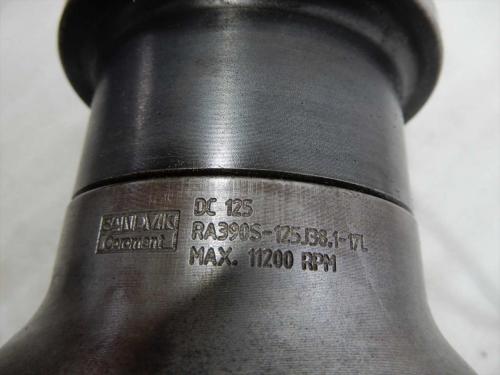 SANDVIK
Coromant
DC 125
RA390S-125J38.1-17L
MAX. 11200 RPM